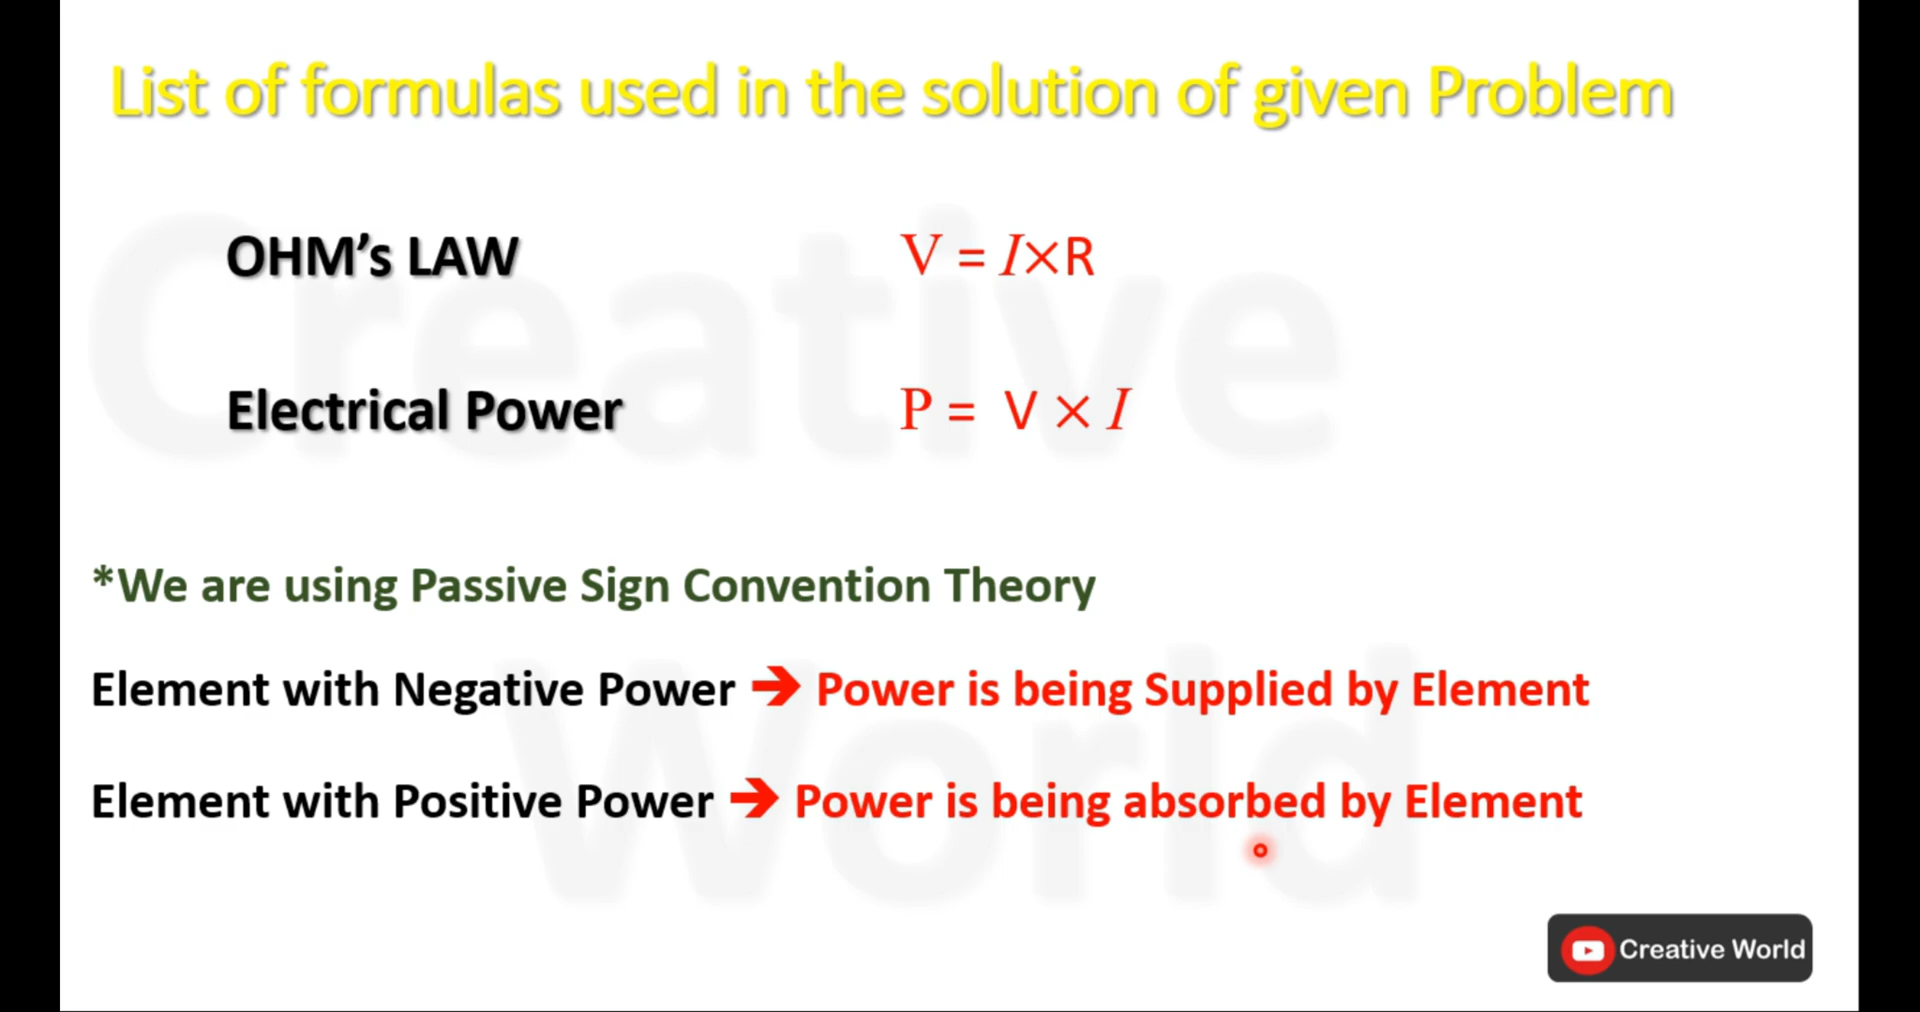 List of formulas used in the solution of given Problem
OHM's LAW V = I×R
Electrical Power P = V × I
*We are using Passive Sign Convention Theory
Element with Negative Power ➔ Power is being Supplied by Element
Element with Positive Power ➔ Power is being absorbed by Element
Creative World
Creative World